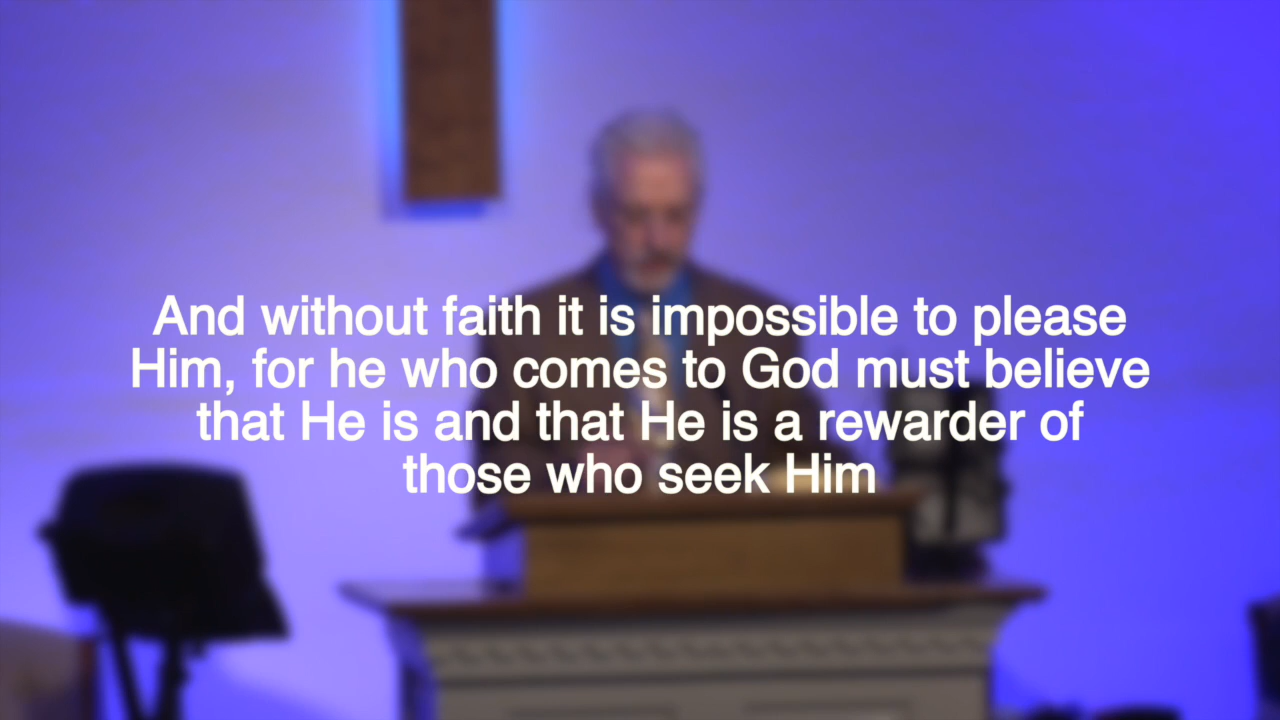 And without faith it is impossible to please
Him, for he who comes to God must believe
that He is and that He is a rewarder of
those who seek Him